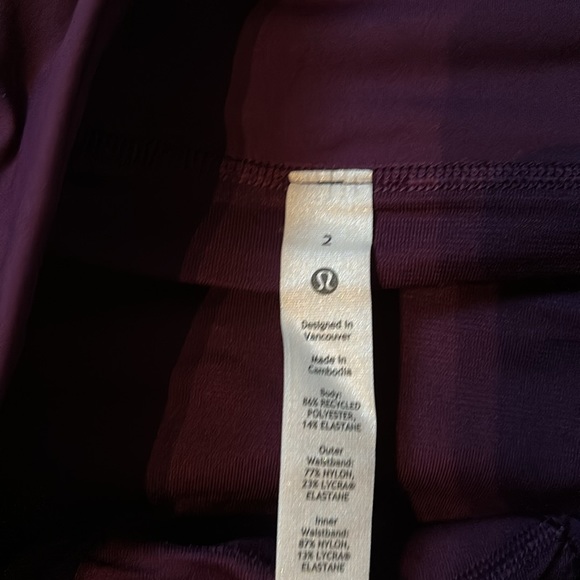 2
Designed in
Vancouver
Made in
Cambodia
Body:
86% RECYCLED
POLYESTER,
14% ELASTANE
Outer
Waistband:
77% NYLON,
23% LYCRA®
ELASTANE
Inner
Waistband:
87% NYLON,
13% LYCRA®
ELASTANE